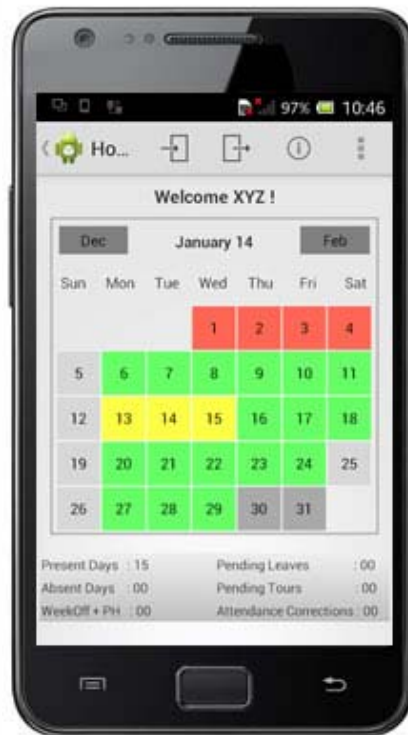 97% 10:46
Ho...
Welcome XYZ !
Dec January 14 Feb
Sun Mon Tue Wed Thu Fri Sat
1 2 3 4
5 6 7 8 9 10 11
12 13 14 15 16 17 18
19 20 21 22 23 24 25
26 27 28 29 30 31
Present Days : 15 Pending Leaves : 00
Absent Days : 00 Pending Tours : 00
WeekOff + PH : 00 Attendance Corrections : 00